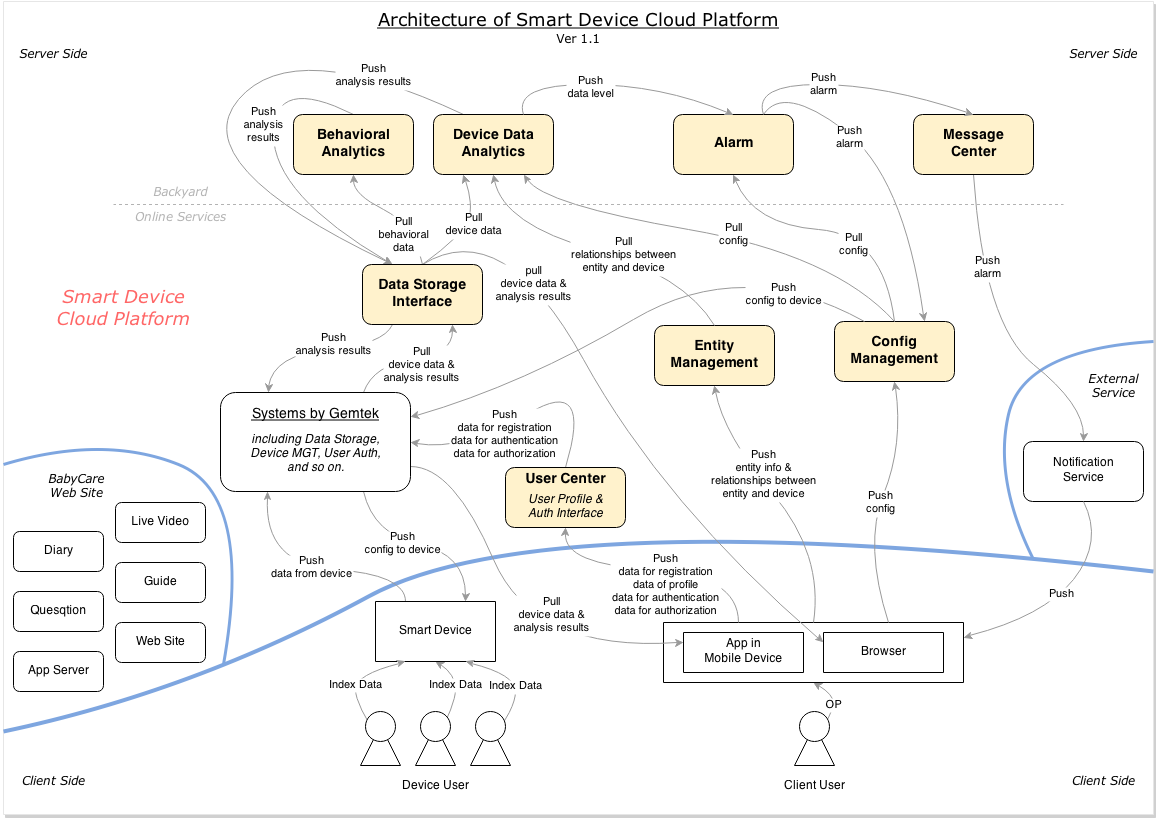 Architecture of Smart Device Cloud Platform
Ver 1.1
Server Side
Server Side
Push
analysis results
Push
data level
Push
alarm
Push
analysis
results
Push
alarm
Behavioral
Analytics
Device Data
Analytics
Alarm
Message
Center
Backyard
Online Services
Pull
behavioral
data
Pull
device data
Pull
relationships between
entity and device
Pull
config
Pull
config
Push
alarm
pull
device data &
analysis results
Smart Device
Cloud Platform
Data Storage
Interface
Push
config to device
Push
analysis results
Pull
device data &
analysis results
Entity
Management
Config
Management
External
Service
Systems by Gemtek
including Data Storage,
Device MGT, User Auth,
and so on.
Push
data for registration
data for authentication
data for authorization
User Center
User Profile &
Auth Interface
Push
entity info &
relationships between
entity and device
Push
config
Notification
Service
BabyCare
Web Site
Live Video
Diary
Guide
Quesqtion
Web Site
App Server
Push
data from device
Push
config to device
Push
data for registration
data of profile
data for authentication
data for authorization
Pull
device data &
analysis results
Push
Smart Device
App in
Mobile Device
Browser
Index Data
Index Data
Index Data
OP
Device User
Client User
Client Side
Client Side